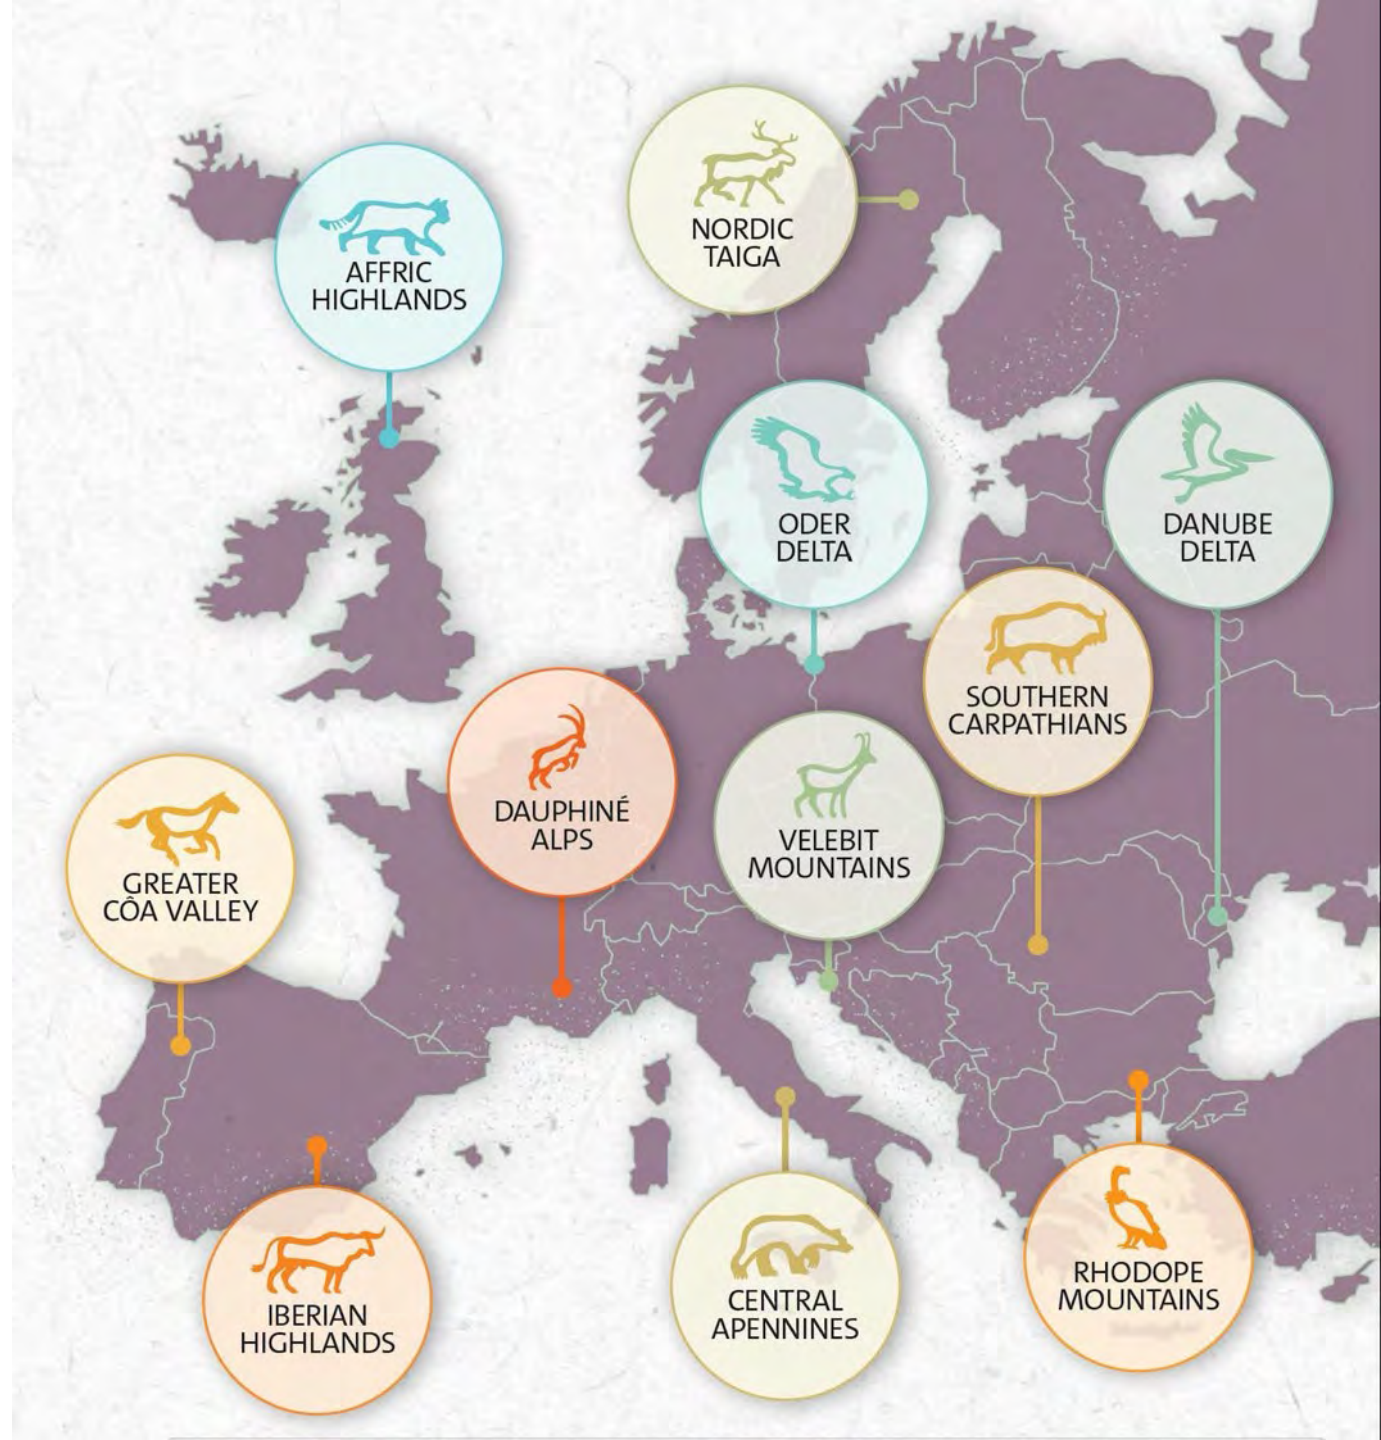 NORDIC
TAIGA
AFFRIC
HIGHLANDS
ODER
DELTA
DANUBE
DELTA
SOUTHERN
CARPATHIANS
DAUPHINÉ
ALPS
VELEBIT
MOUNTAINS
GREATER
CÔA VALLEY
RHODOPE
MOUNTAINS
CENTRAL
APENNINES
IBERIAN
HIGHLANDS